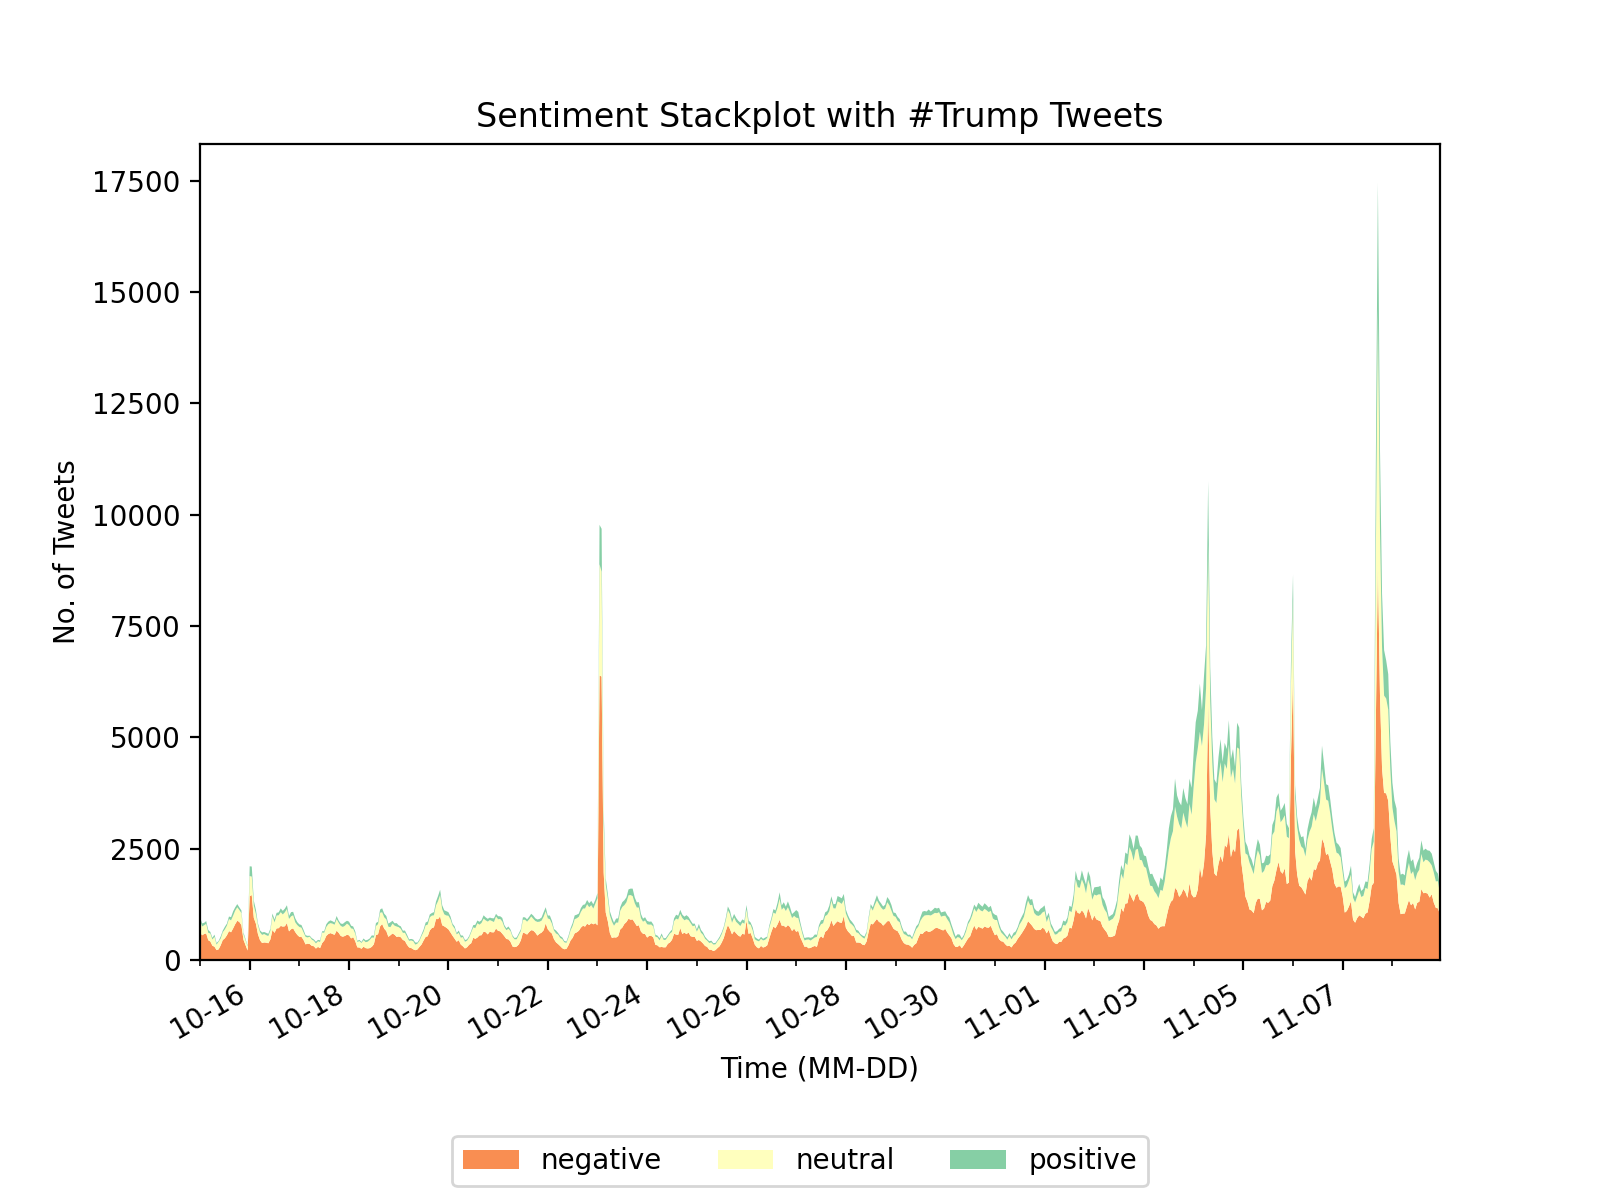 Sentiment Stackplot with #Trump Tweets
17500
15000
12500
10000
7500
5000
2500
0
No. of Tweets
10-16 10-18 10-20 10-22 10-24 10-26 10-28 10-30 11-01 11-03 11-05 11-07
Time (MM-DD)
negative neutral positive